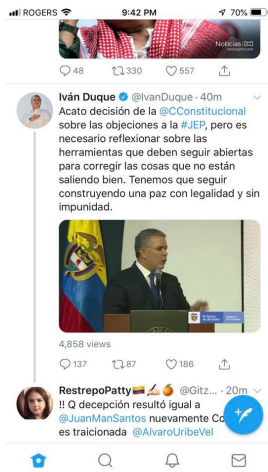 ROGERS 9:42 PM 70%
Noticias
48 330 557
Iván Duque @IvanDuque · 40m
Acato decisión de la @CConstitucional
sobre las objeciones a la #JEP, pero es
necesario reflexionar sobre las
herramientas que deben seguir abiertas
para corregir las cosas que no están
saliendo bien. Tenemos que seguir
construyendo una paz con legalidad y sin
impunidad.
4,858 views
137 87 186
RestrepoPatty @Gitz... · 20m
!! Q decepción resultó igual a
@JuanManSantos nuevamente Co
es traicionada @AlvaroUribeVel